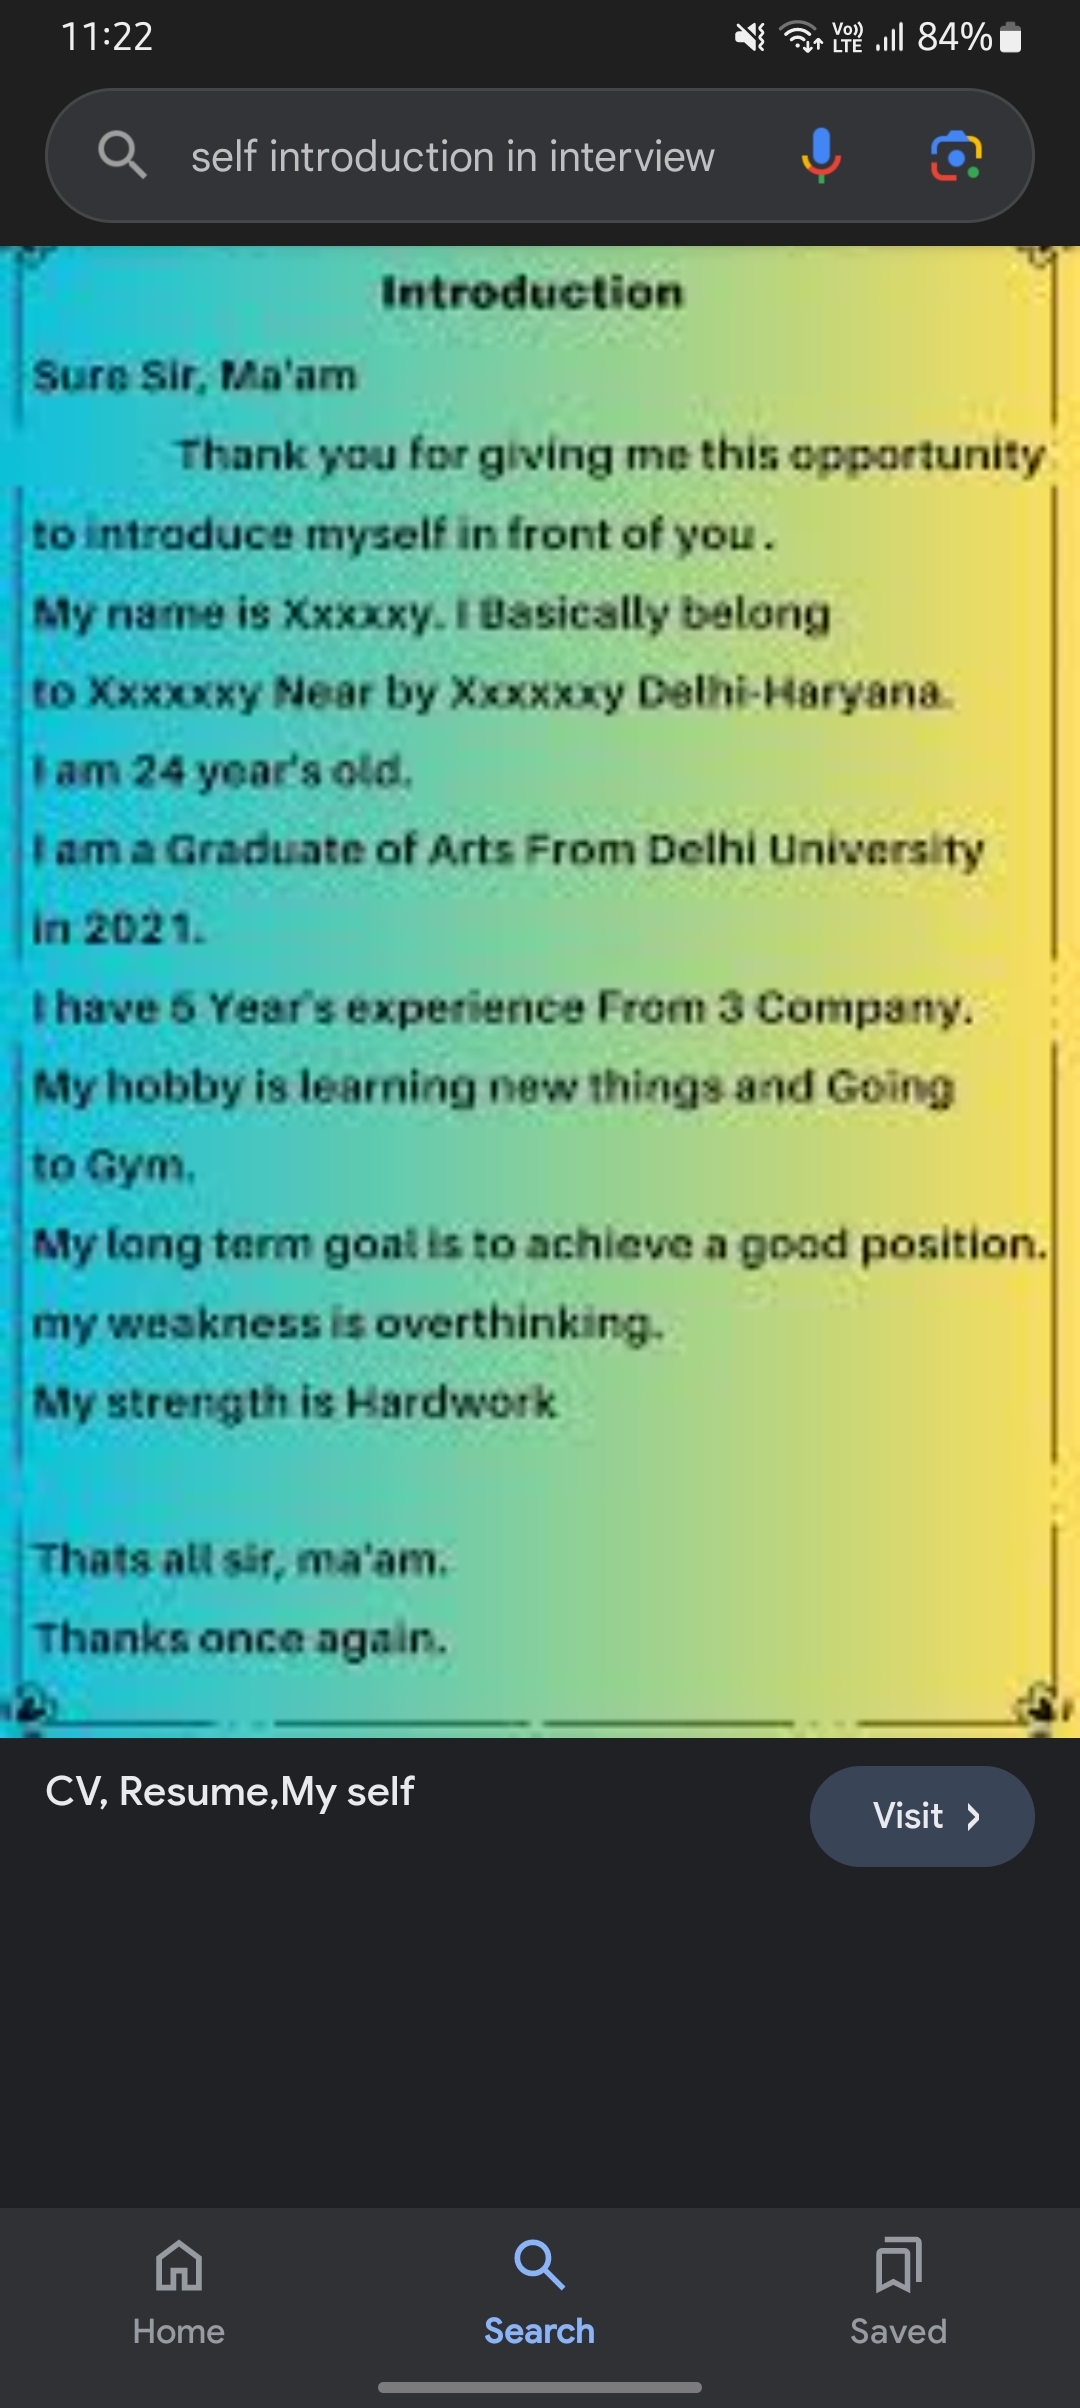 11:22
Vo))
LTE
84%
self introduction in interview
Introduction
Sure Sir, Ma'am
Thank you for giving me this opportunity
to introduce myself in front of you .
My name is Xxxxxy. I Basically belong
to Xxxxxxy Near by Xxxxxxy Delhi-Haryana.
I am 24 year's old.
I am a Graduate of Arts From Delhi University
in 2021.
I have 5 Year's experience From 3 Company.
My hobby is learning new things and Going
to Gym.
My long term goal is to achieve a good position.
my weakness is overthinking.
My strength is Hardwork
Thats all sir, ma'am.
Thanks once again.
CV, Resume,My self
Visit
Home
Search
Saved